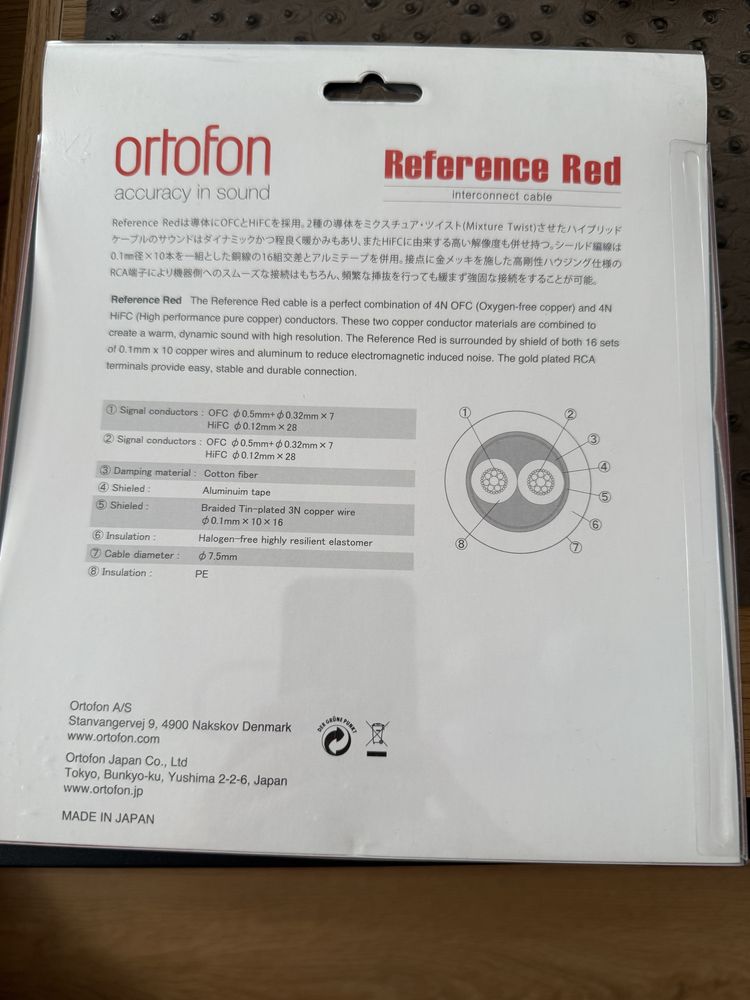 ortofon
accuracy in sound
Reference Red
interconnect cable
Reference Redは導体にOFCとHiFCを採用。2種の導体をミクスチュア・ツイスト(Mixture Twist)させたハイブリッド
ケーブルのサウンドはダイナミックかつ程良く暖かみもあり、またHiFCに由来する高い解像度も併せ持つ。シールド編線は
0.1mm径×10本を一組とした銅線の16組交差とアルミテープを併用。接点に金メッキを施した高剛性ハウジング仕様の
RCA端子により機器側へのスムーズな接続はもちろん、頻繁な挿抜を行っても緩まず強固な接続をすることが可能。
Reference Red The Reference Red cable is a perfect combination of 4N OFC (Oxygen-free copper) and 4N
HiFC (High performance pure copper) conductors. These two copper conductor materials are combined to
create a warm, dynamic sound with high resolution. The Reference Red is surrounded by shield of both 16 sets
of 0.1mm x 10 copper wires and aluminum to reduce electromagnetic induced noise. The gold plated RCA
terminals provide easy, stable and durable connection.
① Signal conductors : OFC φ0.5mm+φ0.32mm×7
HiFC φ0.12mm×28
② Signal conductors : OFC φ0.5mm+φ0.32mm×7
HiFC φ0.12mm×28
③ Damping material : Cotton fiber
④ Shielded : Aluminuim tape
⑤ Shielded : Braided Tin-plated 3N copper wire
φ0.1mm×10×16
⑥ Insulation : Halogen-free highly resilient elastomer
⑦ Cable diameter : φ7.5mm
⑧ Insulation : PE
① ②
③
④
⑤
⑥
⑦
⑧
Ortofon A/S
Stanvangervej 9, 4900 Nakskov Denmark
www.ortofon.com
Ortofon Japan Co., Ltd
Tokyo, Bunkyo-ku, Yushima 2-2-6, Japan
www.ortofon.jp
MADE IN JAPAN
DER GRÜNE PUNKT